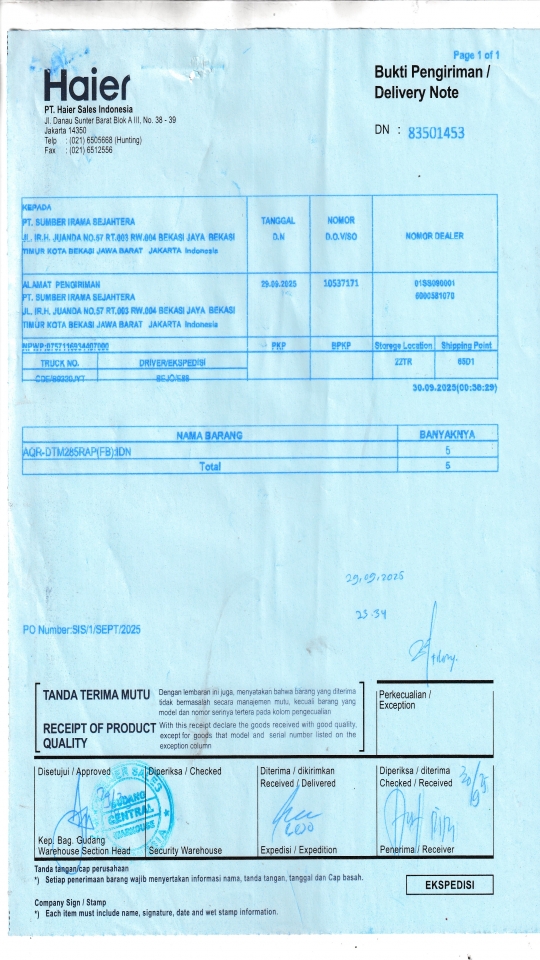 Page 1 of 1
Haier
PT. Haier Sales Indonesia
Jl. Danau Sunter Barat Blok A III, No. 38 - 39
Jakarta 14350
Telp : (021) 6505668 (Hunting)
Fax : (021) 6512556
Bukti Pengiriman /
Delivery Note
DN : 83501453
KEPADA
PT. SUMBER IRAMA SEJAHTERA
JL. IR.H. JUANDA NO.57 RT.003 RW.004 BEKASI JAYA BEKASI
TIMUR KOTA BEKASI JAWA BARAT JAKARTA Indonesia
TANGGAL
D.N
NOMOR
D.O.V/SO
NOMOR DEALER
ALAMAT PENGIRIMAN
PT. SUMBER IRAMA SEJAHTERA
JL. IR.H. JUANDA NO.57 RT.003 RW.004 BEKASI JAYA BEKASI
TIMUR KOTA BEKASI JAWA BARAT JAKARTA Indonesia
29.09.2025
10537171
01SS090001
6000381070
PKP BPKP Storege Location Shipping Point
TRUCK NO. DRIVER/EKSPEDISI
22TR 65D1
30.09.2025(00:38:29)
NAMA BARANG BANYAKNYA
AQR-DTM285RAP(FB):IDN 5
Total 5
29.09.2025
23.34
PO Number:SIS/1/SEPT/2025
TANDA TERIMA MUTU
Dengan lembaran ini juga, menyatakan bahwa barang yang diterima
tidak bermasalah secara manajemen mutu, kecuali barang yang
model dan nomor serinya tertera pada kolom pengecualian
RECEIPT OF PRODUCT
QUALITY
With this receipt declare the goods received with good quality,
except for goods that model and serial number listed on the
exception column
Perkecualian /
Exception
Disetujui / Approved
Diperiksa / Checked
Diterima / dikirimkan
Received / Delivered
Diperiksa / diterima
Checked / Received
GUDANG
CENTRAL
WAREHOUSE
Kep. Bag. Gudang
Warehouse Section Head
Security Warehouse
Expedisi / Expedition
Penerima / Receiver
Tanda tangan/cap perusahaan
*) Setiap penerimaan barang wajib menyertakan informasi nama, tanda tangan, tanggal dan Cap basah.
EKSPEDISI
Company Sign / Stamp
*) Each item must include name, signature, date and wet stamp information.